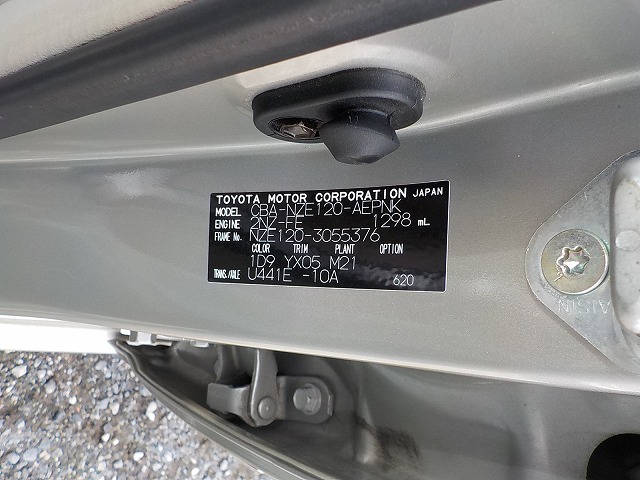 TOYOTA MOTOR CORPORATION JAPAN
MODEL CBA-NZE120-AEPNK
ENGINE 2NZ-FE 1298 mL
FRAME No. NZE120-3055376
COLOR TRIM PLANT OPTION
1D9 YX05 M21
TRANS./AXLE U441E -10A 620
AISIN